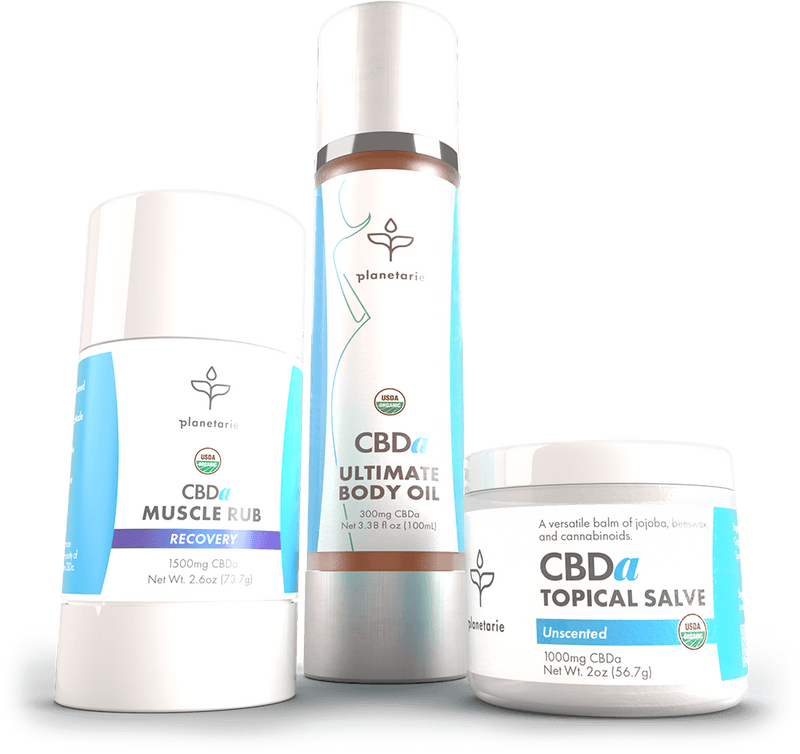 planetarie
USDA
ORGANIC
CBDa
MUSCLE RUB
RECOVERY
1500mg CBDa
Net Wt. 2.6oz (73.7g)
planetarie
USDA
ORGANIC
CBDa
ULTIMATE
BODY OIL
300mg CBDa
Net 3.38 fl oz (100mL)
A versatile balm of jojoba, beeswax,
and cannabinoids.
CBDa
TOPICAL SALVE
planetarie
Unscented
USDA
ORGANIC
1000mg CBDa
Net Wt. 2oz (56.7g)